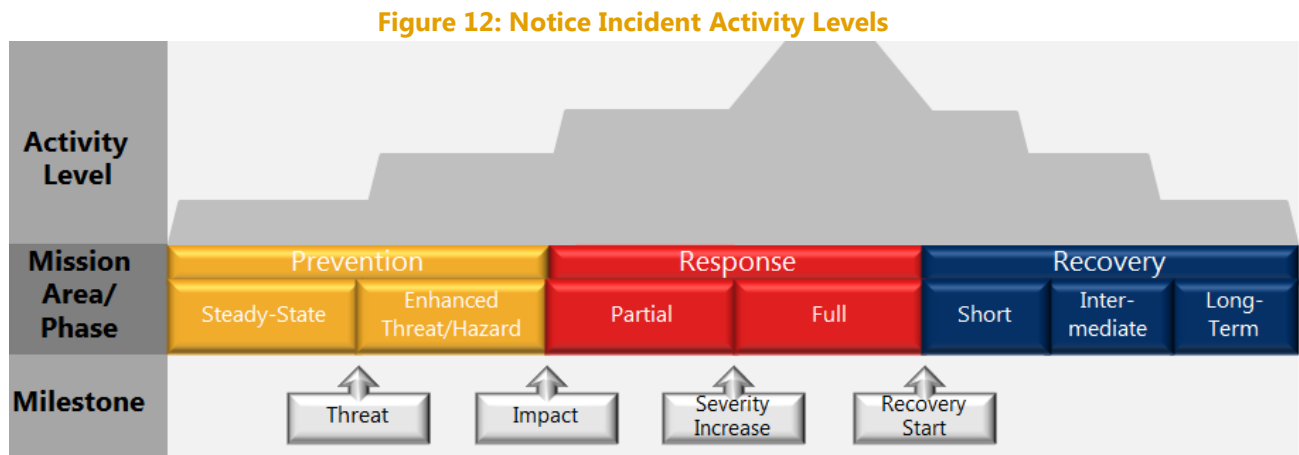 Figure 12: Notice Incident Activity Levels
Activity
Level
Mission
Area/
Phase
Prevention
Response
Recovery
Steady-State
Enhanced
Threat/Hazard
Partial
Full
Short
Inter-
mediate
Long-
Term
Milestone
Threat
Impact
Severity
Increase
Recovery
Start